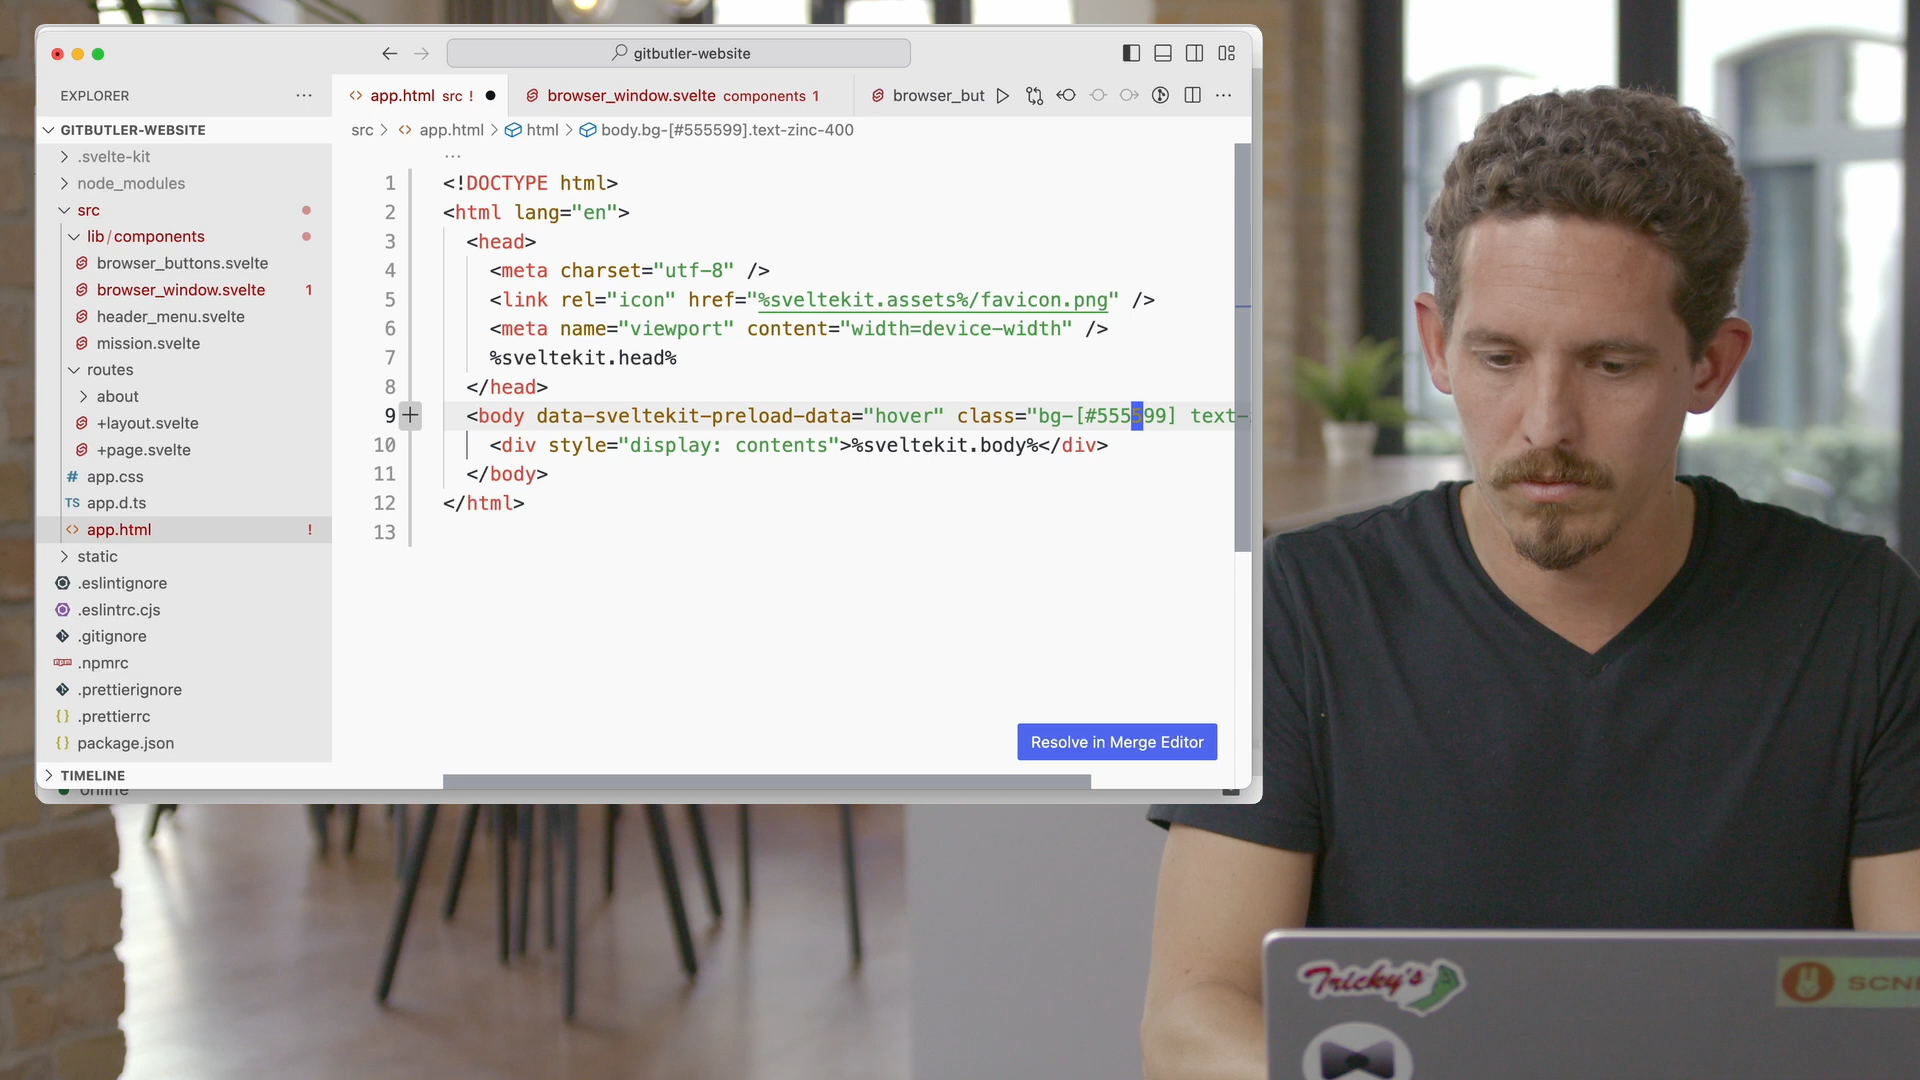 gitbutler-website
EXPLORER
app.html src !
browser_window.svelte components 1
browser_but
GITBUTLER-WEBSITE
src > app.html > html > body.bg-[#555599].text-zinc-400
.svelte-kit
node_modules
src
lib/components
browser_buttons.svelte
browser_window.svelte 1
header_menu.svelte
mission.svelte
routes
about
+layout.svelte
+page.svelte
# app.css
TS app.d.ts
app.html !
static
.eslintignore
.eslintrc.cjs
.gitignore
.npmrc
.prettierignore
{} .prettierrc
{} package.json
TIMELINE
online
...
1 <!DOCTYPE html>
2 <html lang="en">
3 <head>
4 <meta charset="utf-8" />
5 <link rel="icon" href="%sveltekit.assets%/favicon.png" />
6 <meta name="viewport" content="width=device-width" />
7 %sveltekit.head%
8 </head>
9 <body data-sveltekit-preload-data="hover" class="bg-[#555599] text-
10 <div style="display: contents">%sveltekit.body%</div>
11 </body>
12 </html>
13
Resolve in Merge Editor
Tricky's